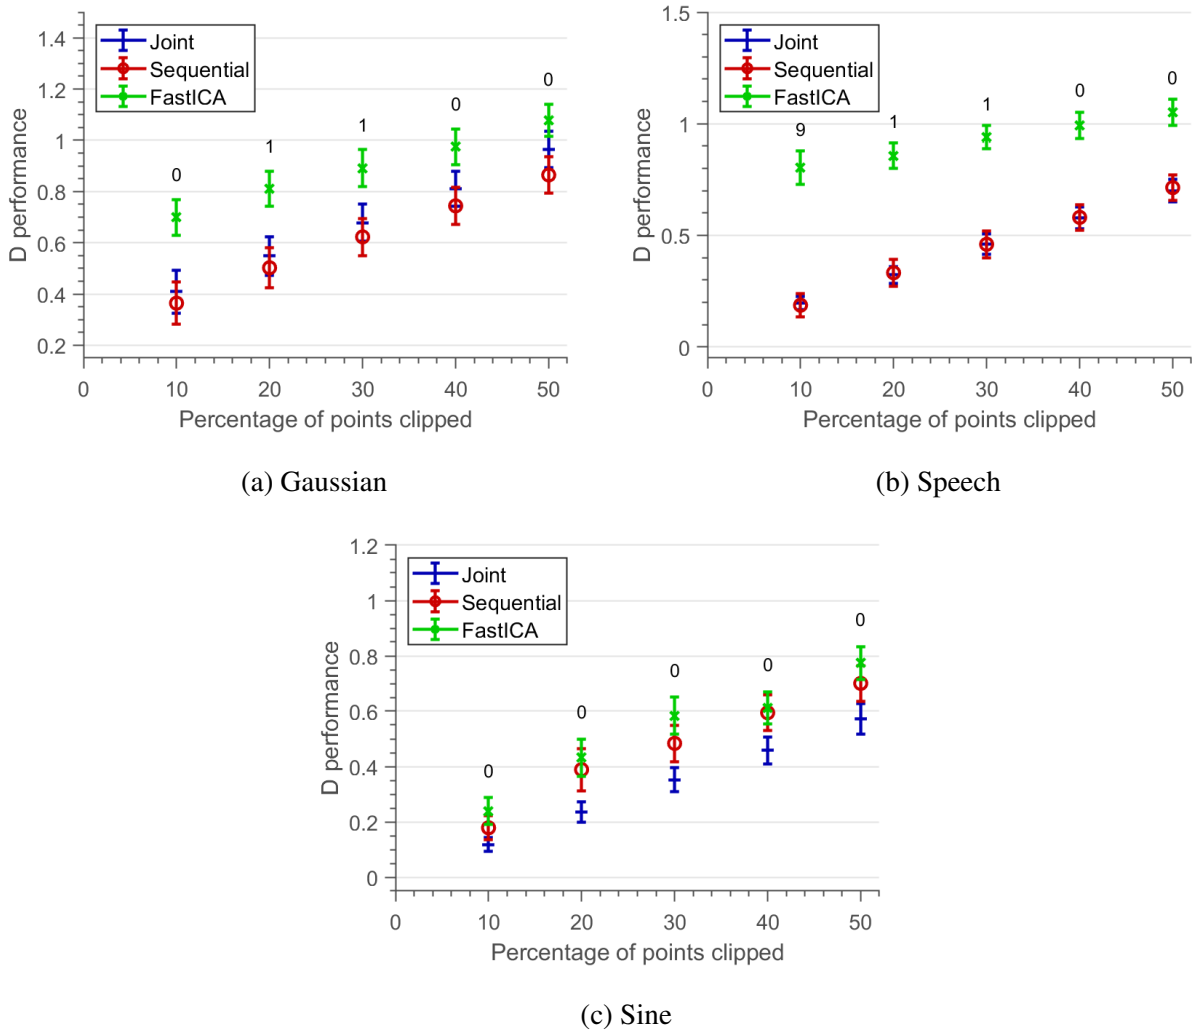 Joint
Sequential
FastICA
D performance
1.4
1.2
1
0.8
0.6
0.4
0.2
0
1
1
0
0
0 10 20 30 40 50
Percentage of points clipped
(a) Gaussian
Joint
Sequential
FastICA
D performance
1.5
1
0.5
0
9
1
1
0
0
0 10 20 30 40 50
Percentage of points clipped
(b) Speech
Joint
Sequential
FastICA
D performance
1.2
1
0.8
0.6
0.4
0.2
0
0
0
0
0
0
0 10 20 30 40 50
Percentage of points clipped
(c) Sine